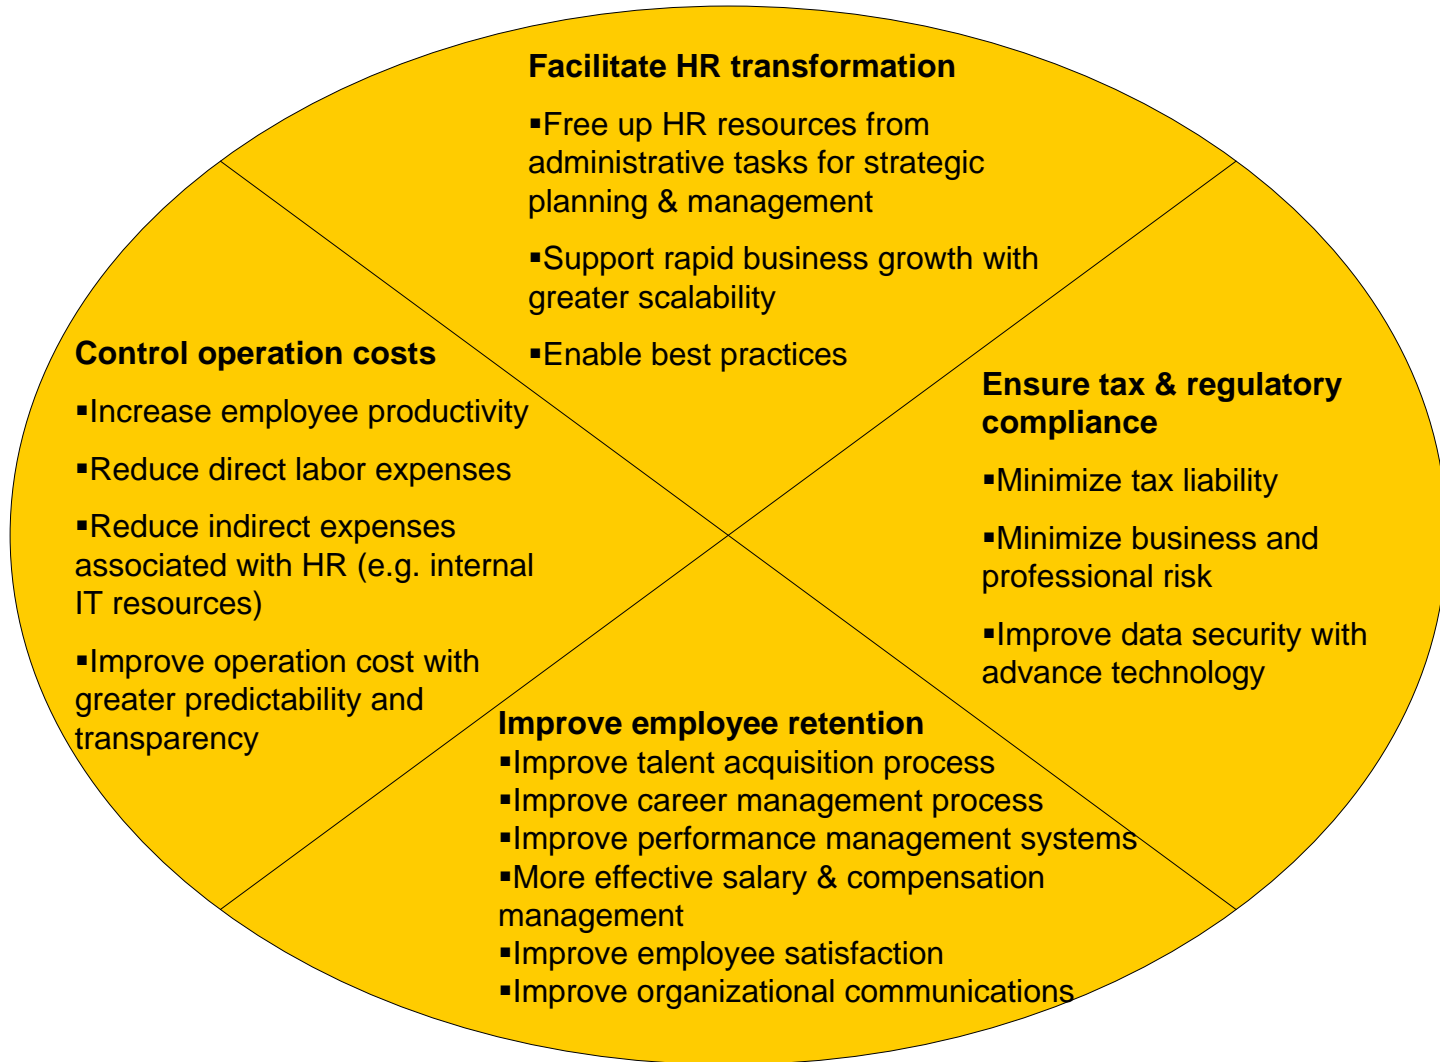 Facilitate HR transformation
▪Free up HR resources from
administrative tasks for strategic
planning & management
▪Support rapid business growth with
greater scalability
▪Enable best practices
Control operation costs
▪Increase employee productivity
▪Reduce direct labor expenses
▪Reduce indirect expenses
associated with HR (e.g. internal
IT resources)
▪Improve operation cost with
greater predictability and
transparency
Ensure tax & regulatory
compliance
▪Minimize tax liability
▪Minimize business and
professional risk
▪Improve data security with
advance technology
Improve employee retention
▪Improve talent acquisition process
▪Improve career management process
▪Improve performance management systems
▪More effective salary & compensation
management
▪Improve employee satisfaction
▪Improve organizational communications